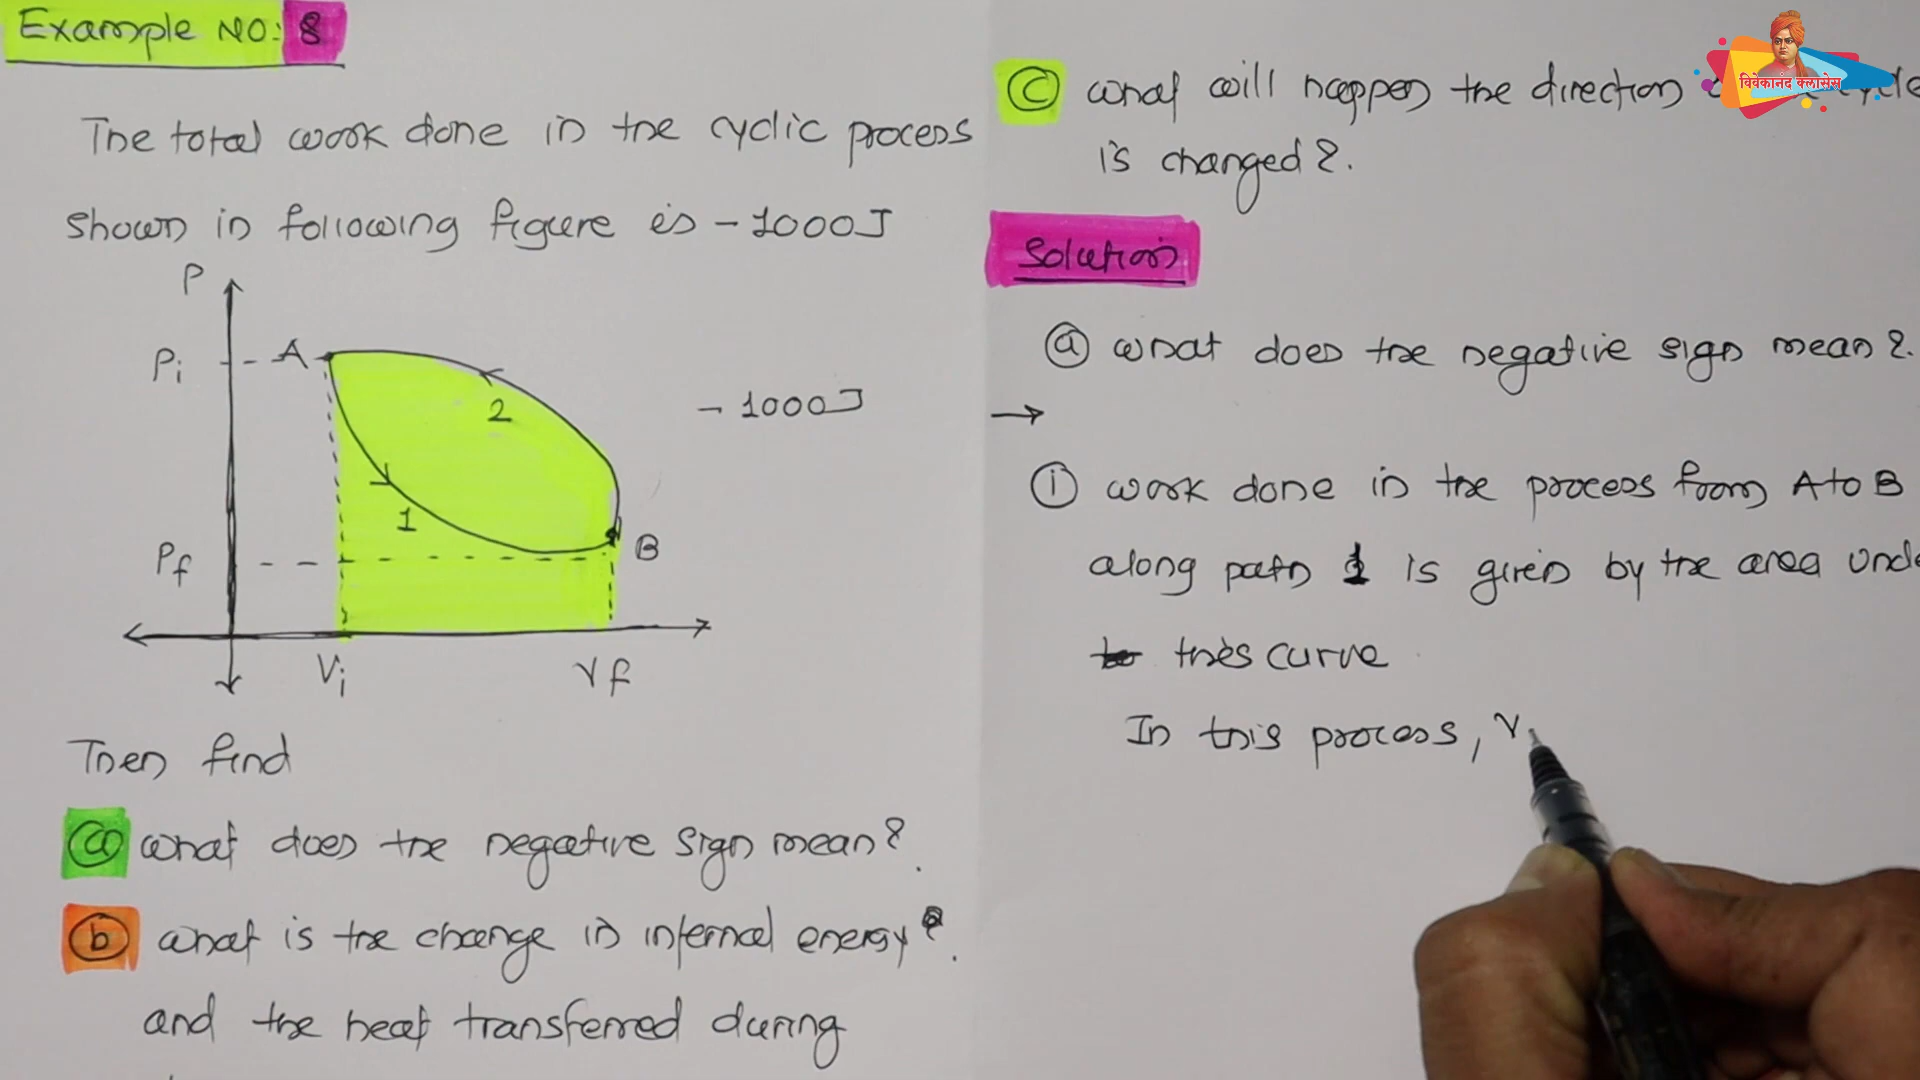 Example NO: 8
The total work done in the cyclic process
shown in following figure is - 1000J
P
Pi
A
2
- 1000J
1
Pf
B
Vi
Vf
Then find
a what does the negative sign mean?.
b what is the change in internal energy?.
and the heat transferred during
c what will happen the direction
is changed?.
विवेकानंद क्लासेस
Solution
a what does the negative sign mean?.
→
i work done in the process from A to B
along path 1 is given by the area unde
this curve
In this process, V